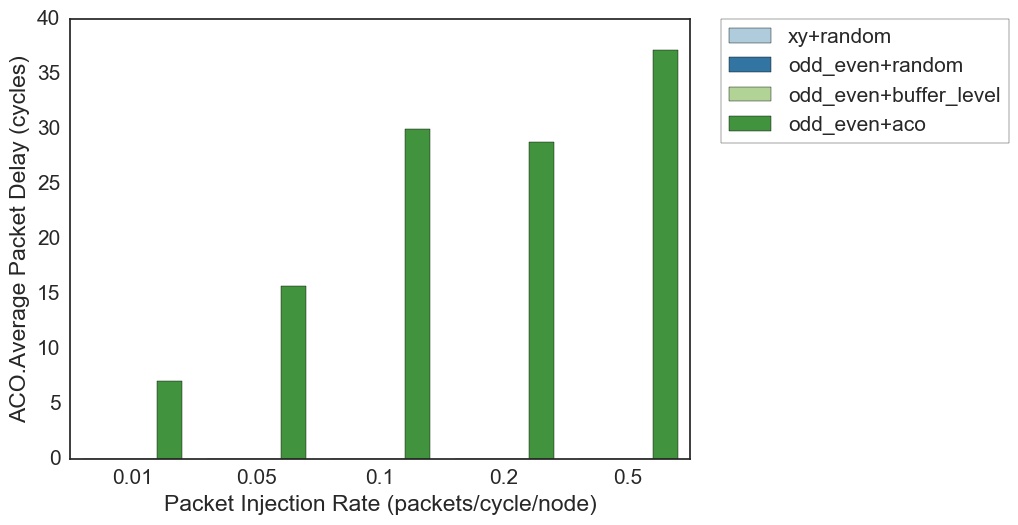 40
35
30
25
20
15
10
5
0
ACO.Average Packet Delay (cycles)
0.01 0.05 0.1 0.2 0.5
Packet Injection Rate (packets/cycle/node)
xy+random
odd_even+random
odd_even+buffer_level
odd_even+aco